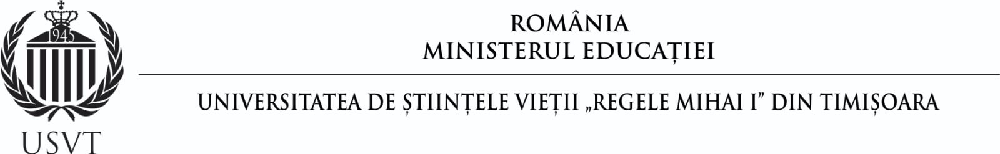 1945
USVT
ROMÂNIA
MINISTERUL EDUCAȚIEI
UNIVERSITATEA DE ȘTIINȚELE VIEȚII „REGELE MIHAI I” DIN TIMIȘOARA